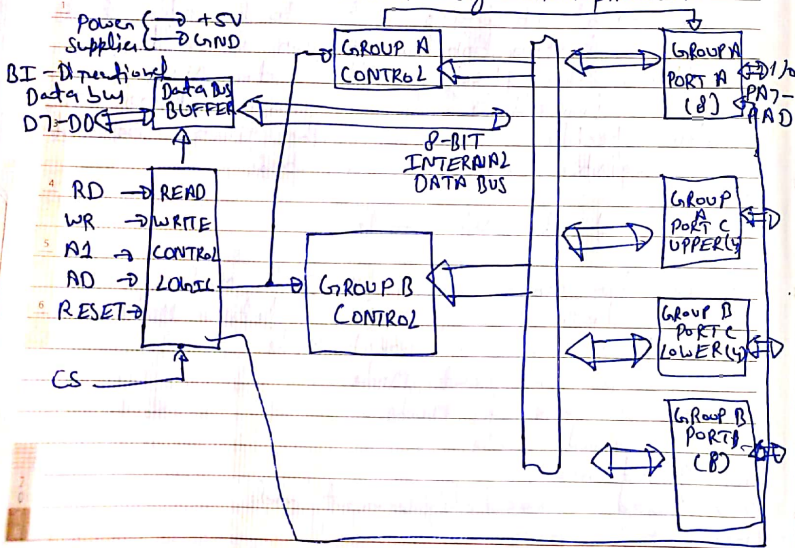 Power → +5V
Supplies → GND
BI-Directional
Data bus
D7-D0
Data Bus
BUFFER
GROUP A
CONTROL
GROUP A
PORT A
(8)
I/O
PA7-
8-BIT
INTERNAL
DATA BUS
RD
WR
A1
A0
RESET
READ
WRITE
CONTROL
LOGIC
CS
GROUP B
CONTROL
GROUP
A
PORT C
UPPER(4)
GROUP B
PORT C
LOWER(4)
GROUP B
PORT B
(8)